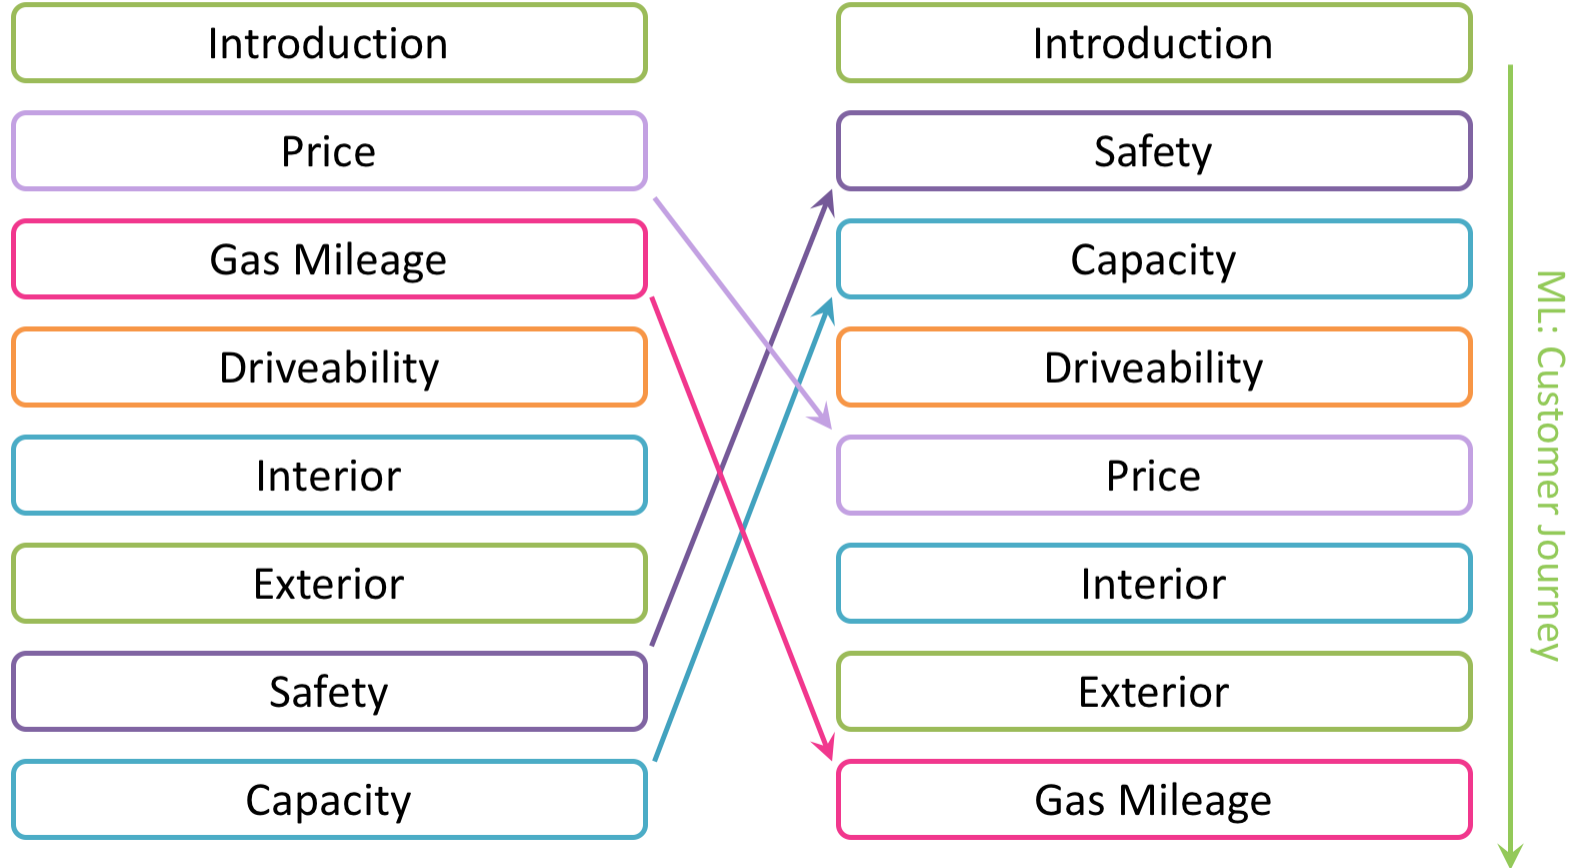 Introduction
Price
Gas Mileage
Driveability
Interior
Exterior
Safety
Capacity
Introduction
Safety
Capacity
Driveability
Price
Interior
Exterior
Gas Mileage
ML: Customer Journey